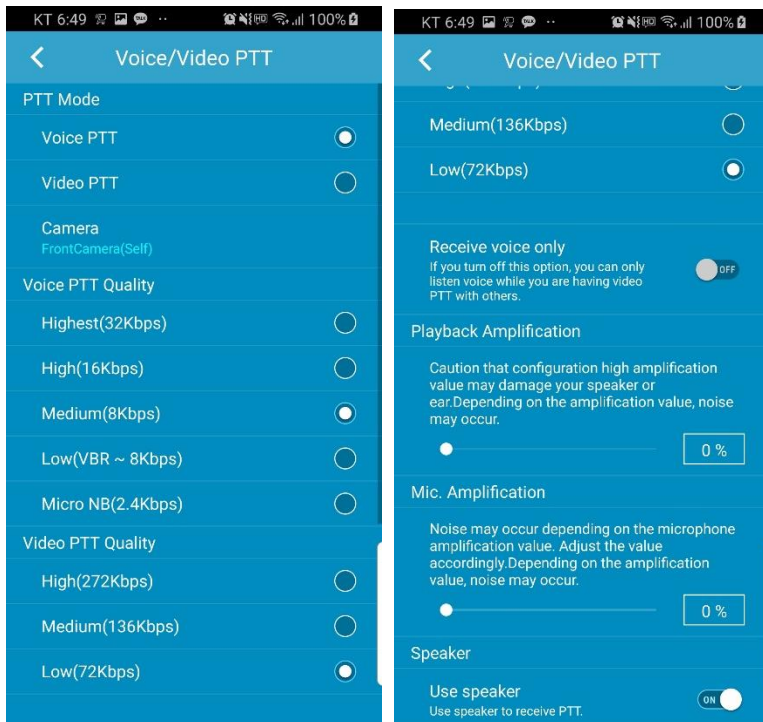 KT 6:49 100%
Voice/Video PTT
PTT Mode
Voice PTT
Video PTT
Camera
FrontCamera(Self)
Voice PTT Quality
Highest(32Kbps)
High(16Kbps)
Medium(8Kbps)
Low(VBR ~ 8Kbps)
Micro NB(2.4Kbps)
Video PTT Quality
High(272Kbps)
Medium(136Kbps)
Low(72Kbps)
KT 6:49 100%
Voice/Video PTT
Medium(136Kbps)
Low(72Kbps)
Receive voice only
If you turn off this option, you can only
listen voice while you are having video
PTT with others.
OFF
Playback Amplification
Caution that configuration high amplification
value may damage your speaker or
ear.Depending on the amplification value, noise
may occur.
0 %
Mic. Amplification
Noise may occur depending on the microphone
amplification value. Adjust the value
accordingly.Depending on the amplification
value, noise may occur.
0 %
Speaker
Use speaker
Use speaker to receive PTT.
ON